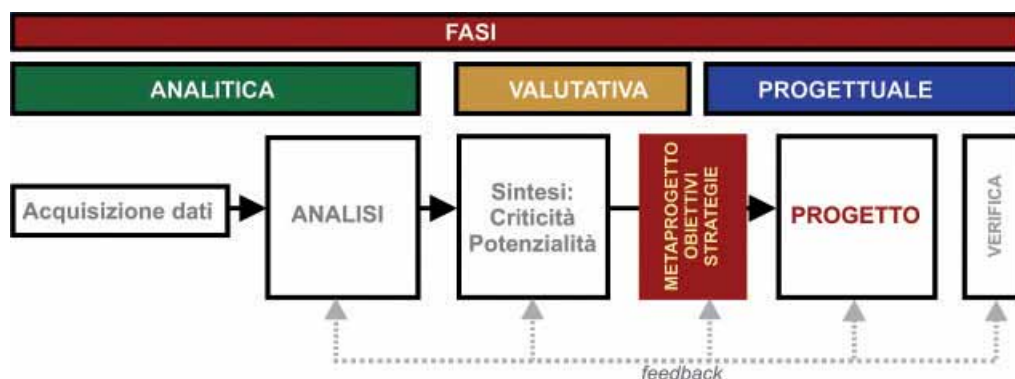 FASI
ANALITICA
VALUTATIVA
PROGETTUALE
Acquisizione dati
ANALISI
Sintesi:
Criticità
Potenzialità
METAPROGETTO
OBIETTIVI
STRATEGIE
PROGETTO
VERIFICA
feedback